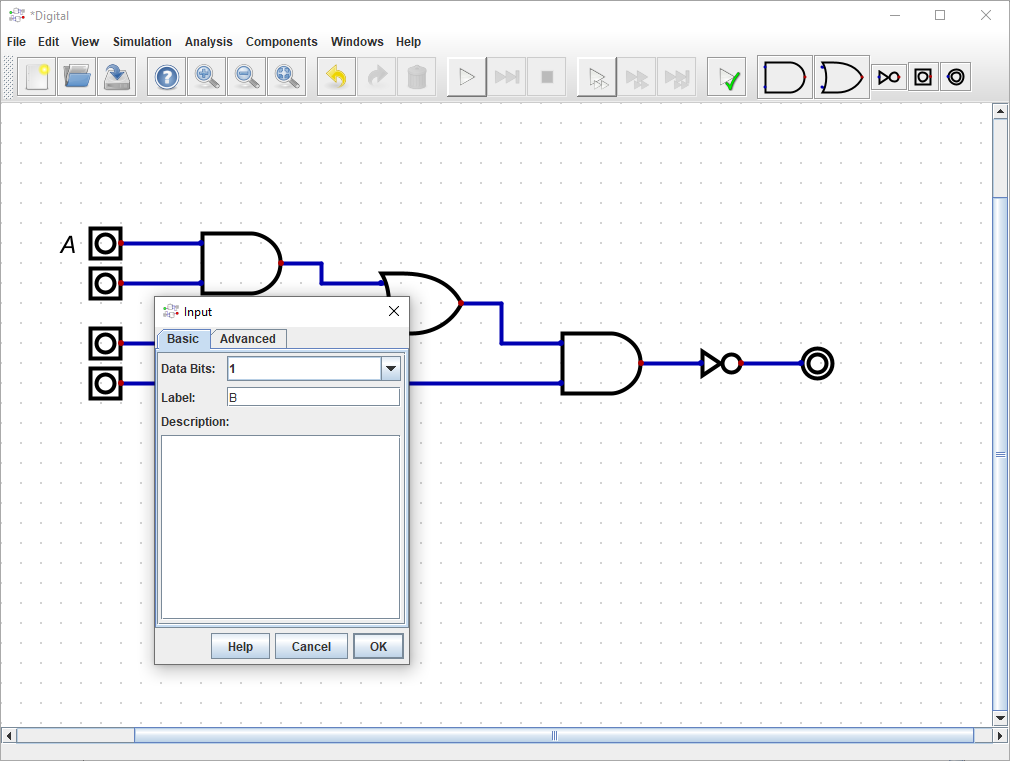 *Digital
File Edit View Simulation Analysis Components Windows Help
A
Input
Basic Advanced
Data Bits: 1
Label: B
Description:
Help Cancel OK